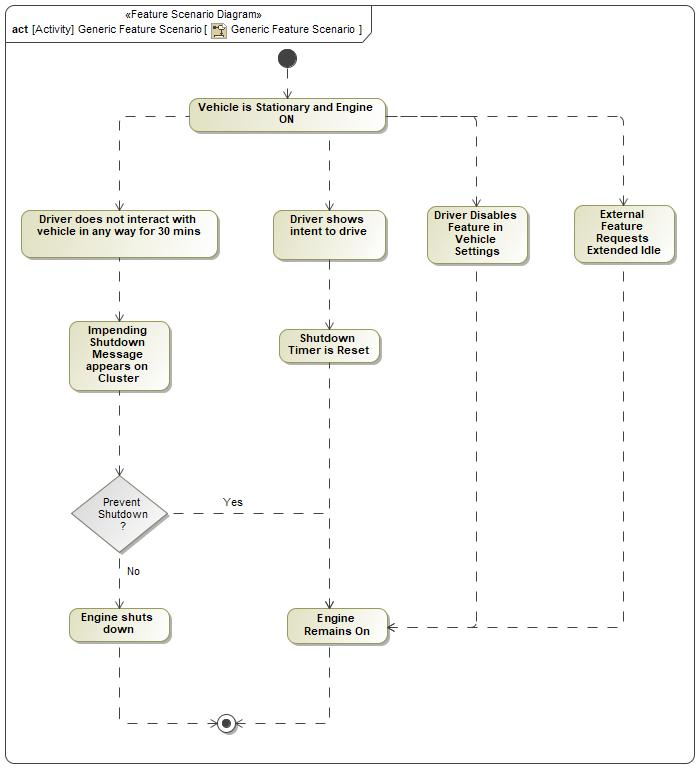 «Feature Scenario Diagram»
act [Activity] Generic Feature Scenario [ Generic Feature Scenario ]
Vehicle is Stationary and Engine
ON
Driver does not interact with
vehicle in any way for 30 mins
Driver shows
intent to drive
Driver Disables
Feature in
Vehicle
Settings
External
Feature
Requests
Extended Idle
Impending
Shutdown
Message
appears on
Cluster
Shutdown
Timer is Reset
Prevent
Shutdown
?
Yes
No
Engine shuts
down
Engine
Remains On